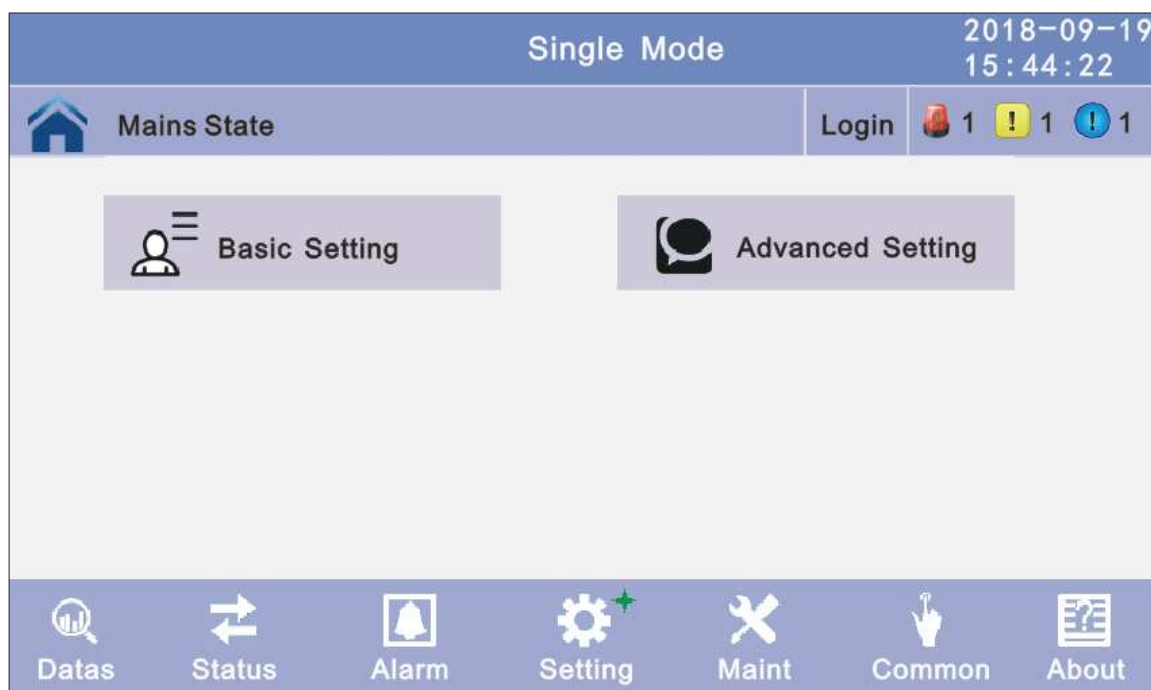 Single Mode
2018-09-19
15:44:22
Mains State
Login
! 1
! 1
1
Basic Setting
Advanced Setting
Datas
Status
Alarm
Setting
Maint
Common
? About